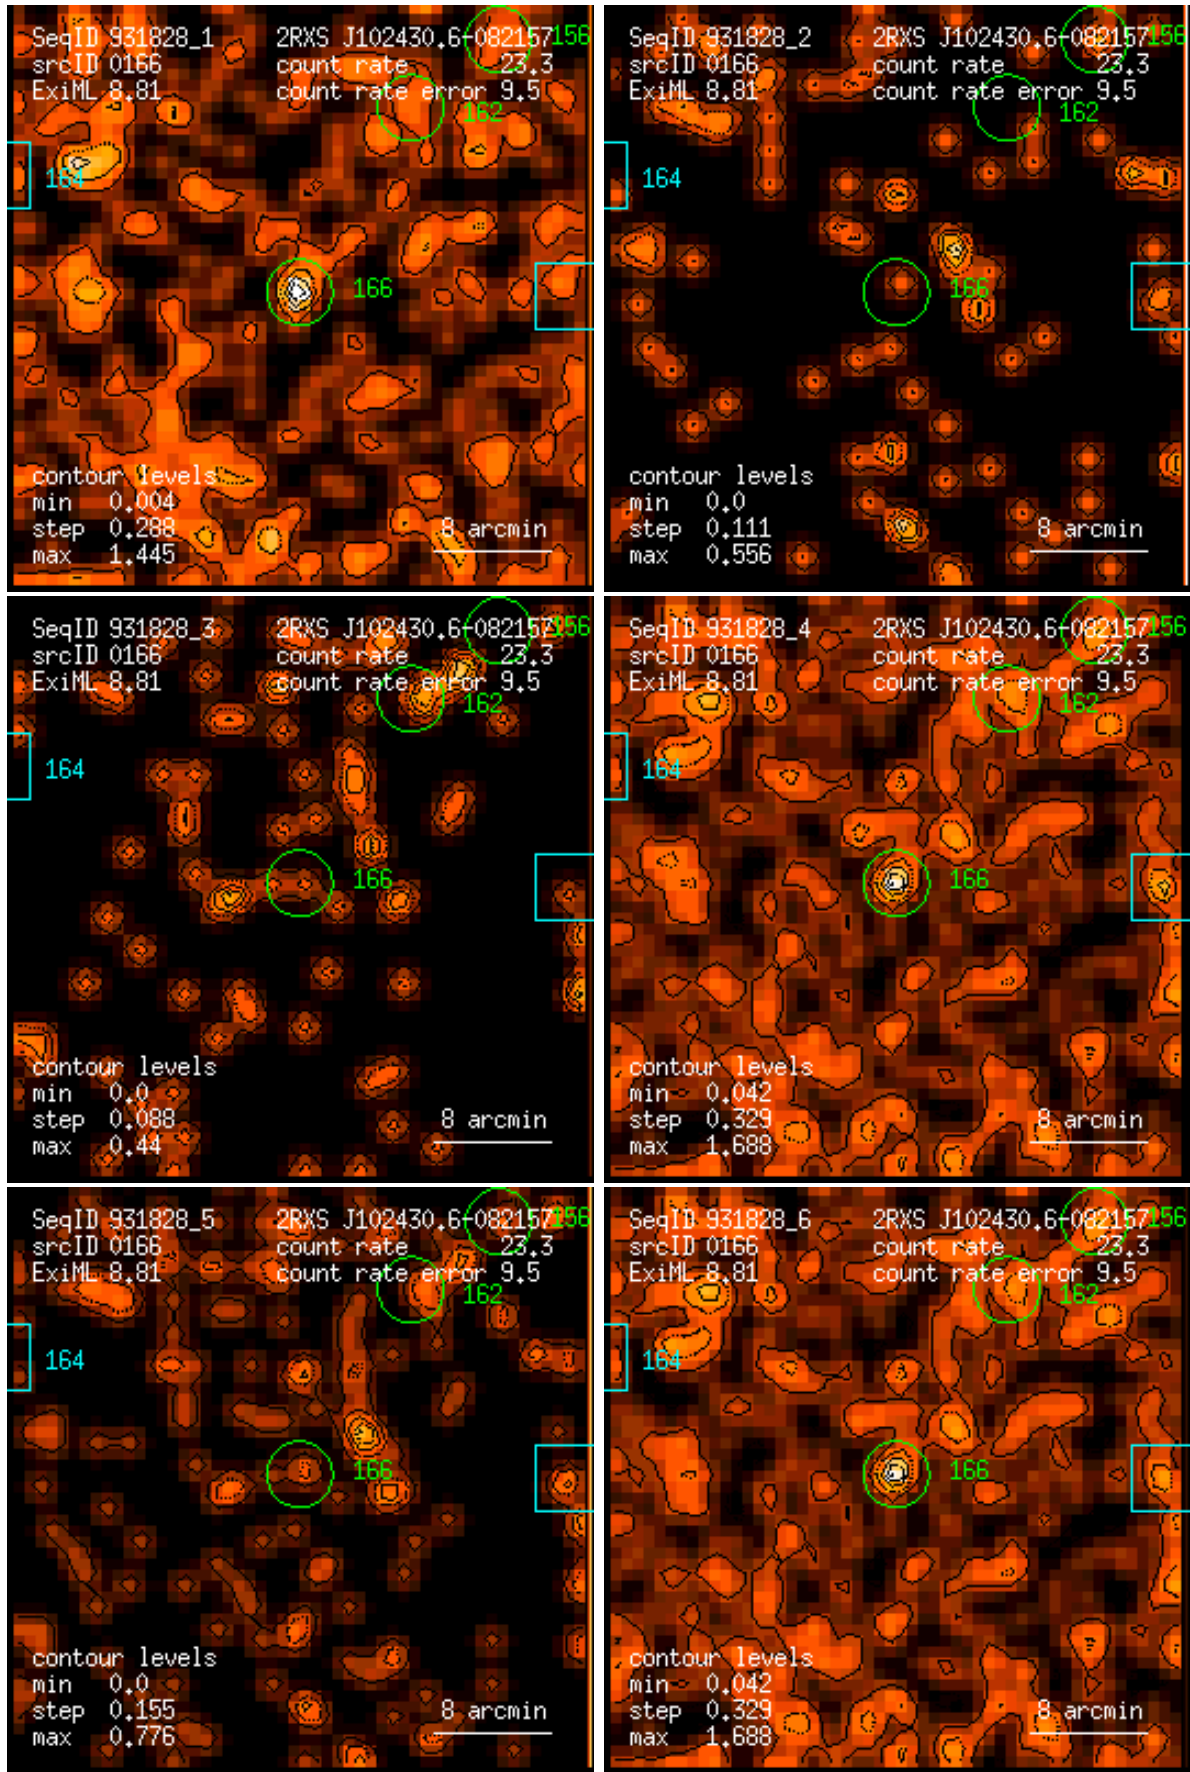 SeqID 931828_1 2RXS J102430.6-082157 156
srcID 0166 count rate 23.3
ExiML 8.81 count rate error 9.5
162
164
166
contour levels
min 0.004
step 0.288
max 1.445
8 arcmin
SeqID 931828_2 2RXS J102430.6-082157 156
srcID 0166 count rate 23.3
ExiML 8.81 count rate error 9.5
162
164
166
contour levels
min 0.0
step 0.111
max 0.556
8 arcmin
SeqID 931828_3 2RXS J102430.6-082157 156
srcID 0166 count rate 23.3
ExiML 8.81 count rate error 9.5
162
164
166
contour levels
min 0.0
step 0.088
max 0.44
8 arcmin
SeqID 931828_4 2RXS J102430.6-082157 156
srcID 0166 count rate 23.3
ExiML 8.81 count rate error 9.5
162
164
166
contour levels
min 0.042
step 0.329
max 1.688
8 arcmin
SeqID 931828_5 2RXS J102430.6-082157 156
srcID 0166 count rate 23.3
ExiML 8.81 count rate error 9.5
162
164
166
contour levels
min 0.0
step 0.155
max 0.776
8 arcmin
SeqID 931828_6 2RXS J102430.6-082157 156
srcID 0166 count rate 23.3
ExiML 8.81 count rate error 9.5
162
164
166
contour levels
min 0.042
step 0.329
max 1.688
8 arcmin